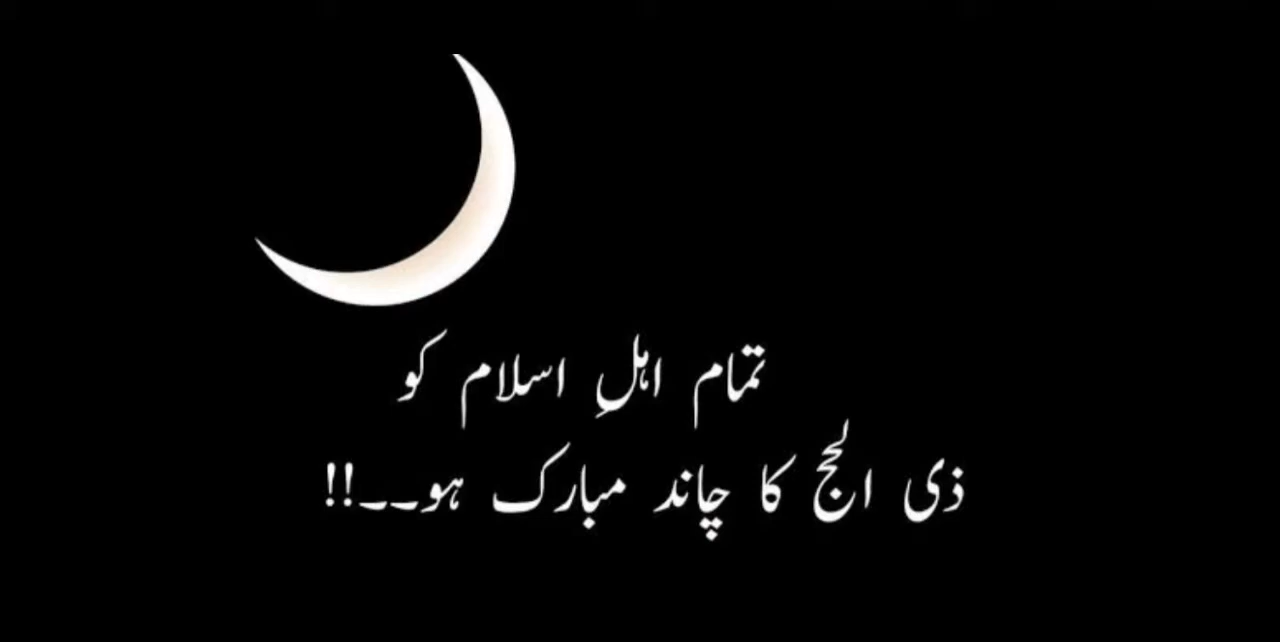 تمام اہلِ اسلام کو
ذی الحج کا چاند مبارک ہو۔۔!!